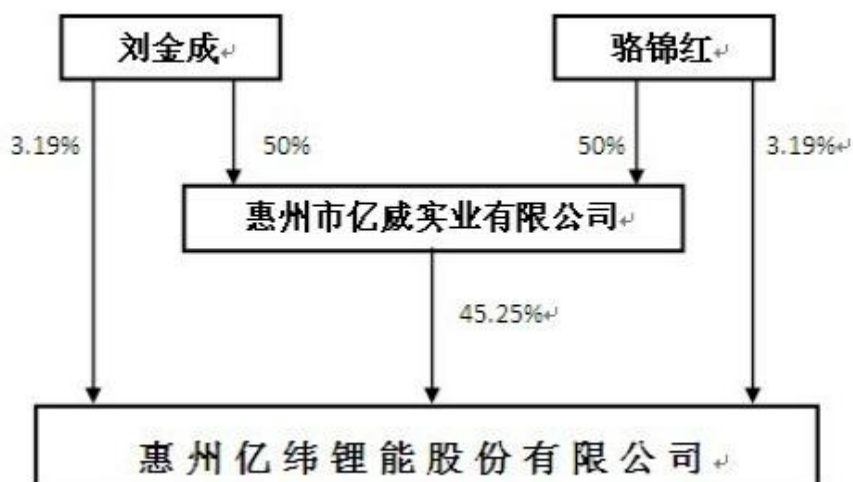 刘金成
骆锦红
3.19%
50%
50%
3.19%
惠州市亿威实业有限公司
45.25%
惠州亿纬锂能股份有限公司